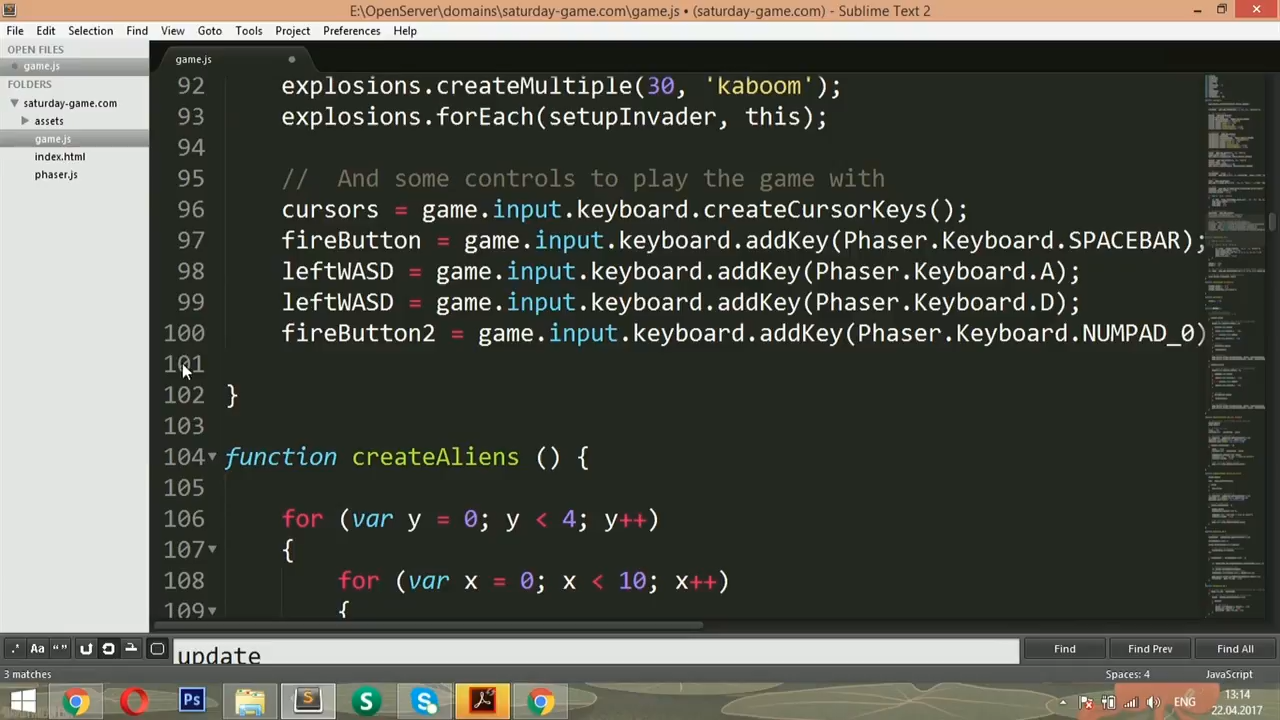 E:\OpenServer\domains\saturday-game.com\game.js • (saturday-game.com) - Sublime Text 2
File Edit Selection Find View Goto Tools Project Preferences Help
OPEN FILES
game.js
FOLDERS
saturday-game.com
assets
game.js
index.html
phaser.js
game.js
92 explosions.createMultiple(30, 'kaboom');
93 explosions.forEach(setupInvader, this);
94
95 // And some controls to play the game with
96 cursors = game.input.keyboard.createCursorKeys();
97 fireButton = game.input.keyboard.addKey(Phaser.Keyboard.SPACEBAR);
98 leftWASD = game.input.keyboard.addKey(Phaser.Keyboard.A);
99 leftWASD = game.input.keyboard.addKey(Phaser.Keyboard.D);
100 fireButton2 = game.input.keyboard.addKey(Phaser.Keyboard.NUMPAD_0)
101
102 }
103
104 function createAliens () {
105
106 for (var y = 0; y < 4; y++)
107 {
108 for (var x = 0; x < 10; x++)
109 {
.* Aa “” update Find Find Prev Find All
3 matches Spaces: 4 JavaScript
Ps S S ENG 13:14
22.04.2017